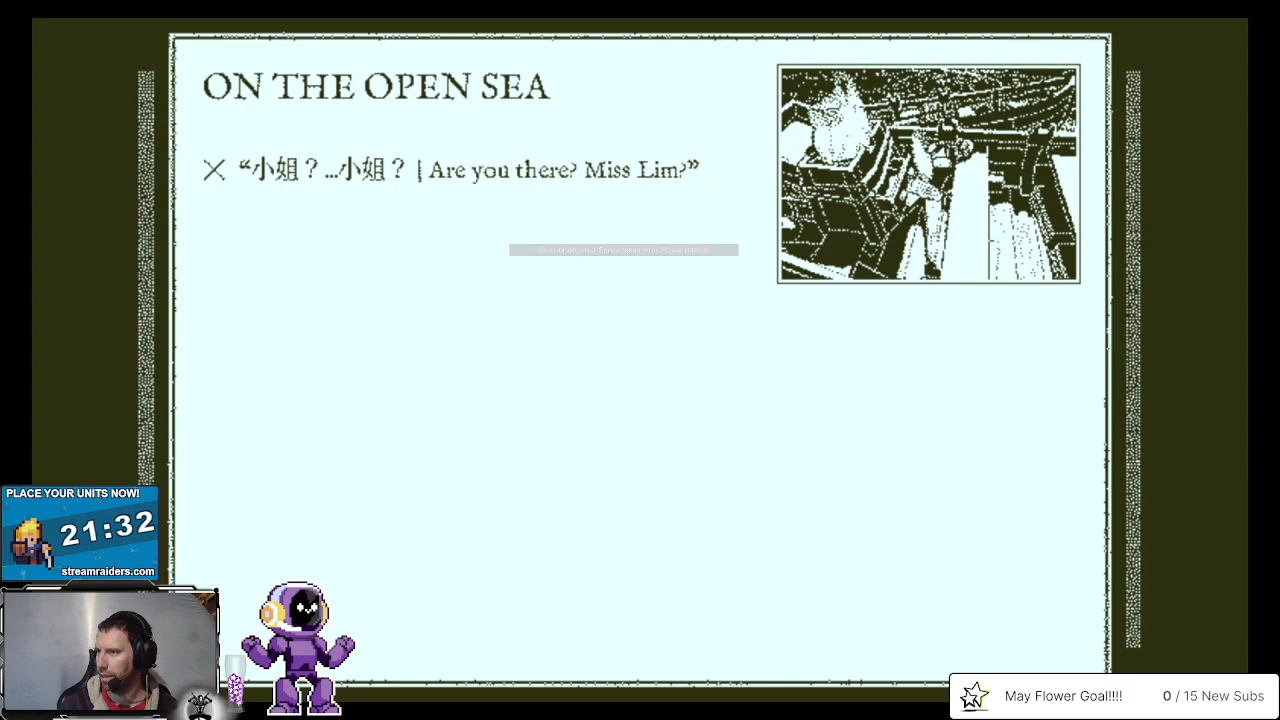 ON THE OPEN SEA
“小姐？...小姐？ | Are you there? Miss Lim?”
PLACE YOUR UNITS NOW!
21:32
streamraiders.com
May Flower Goal!!!! 0 / 15 New Subs